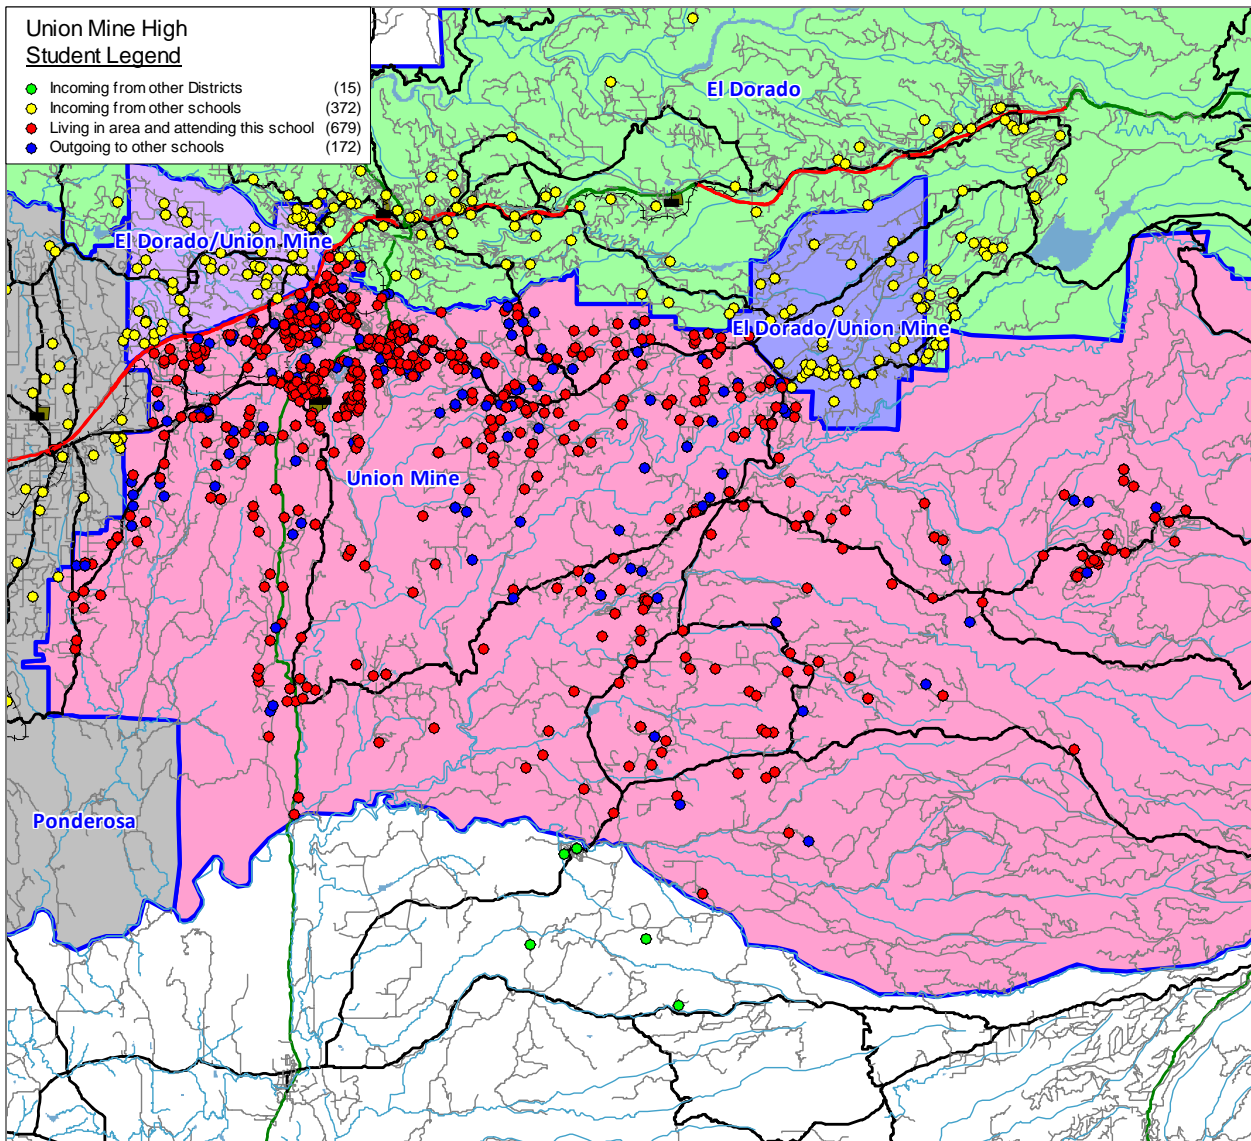 Union Mine High
Student Legend
Incoming from other Districts (15)
Incoming from other schools (372)
Living in area and attending this school (679)
Outgoing to other schools (172)
El Dorado
El Dorado/Union Mine
El Dorado/Union Mine
Union Mine
Ponderosa